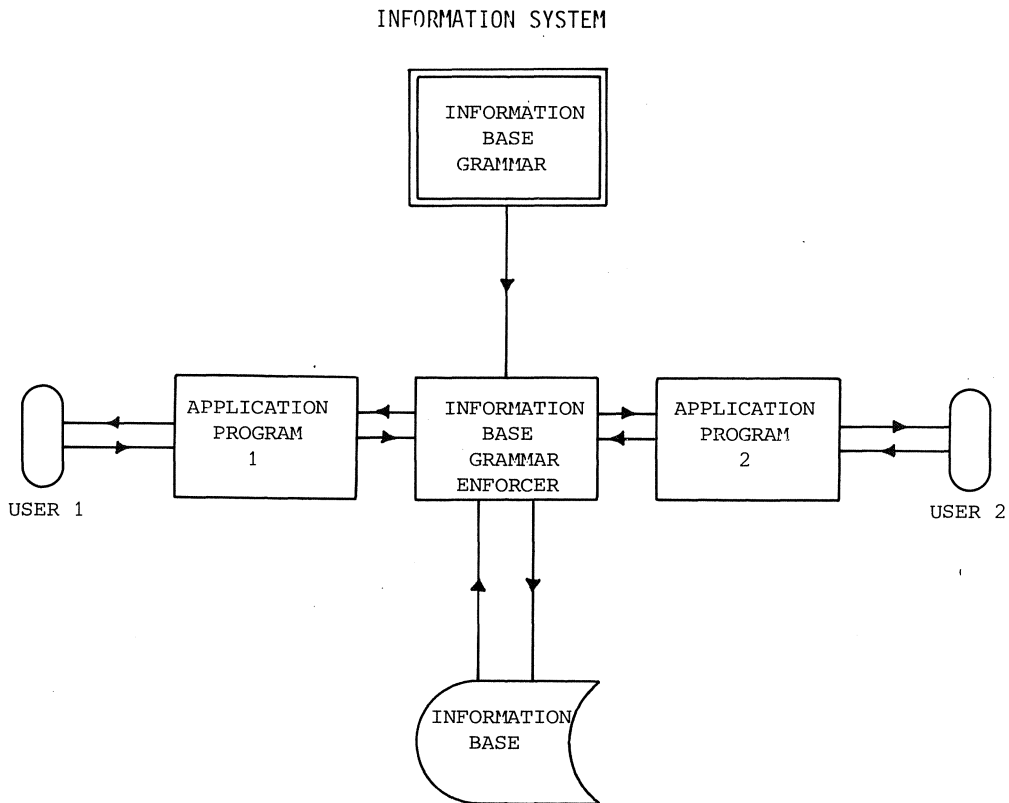 INFORMATION SYSTEM
INFORMATION
BASE
GRAMMAR
APPLICATION
PROGRAM
1
INFORMATION
BASE
GRAMMAR
ENFORCER
APPLICATION
PROGRAM
2
USER 1
USER 2
INFORMATION
BASE